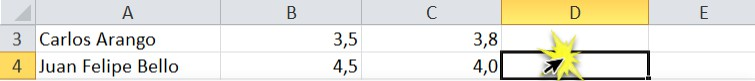 A B C D E
3 Carlos Arango 3,5 3,8
4 Juan Felipe Bello 4,5 4,0